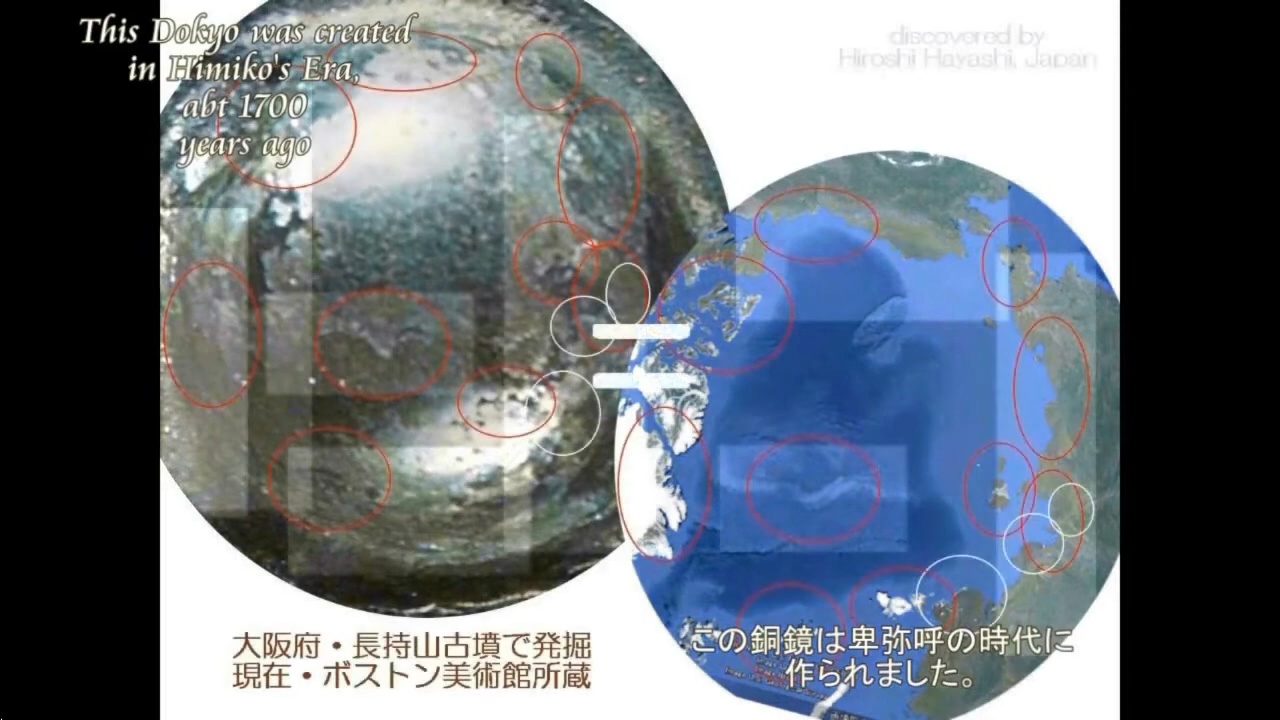 This Dokyo was created
in Himiko's Era,
abt 1700
years ago
discovered by
Hiroshi Hayashi, Japan
大阪府・長持山古墳で発掘
現在・ボストン美術館所蔵
この銅鏡は卑弥呼の時代に
作られました。